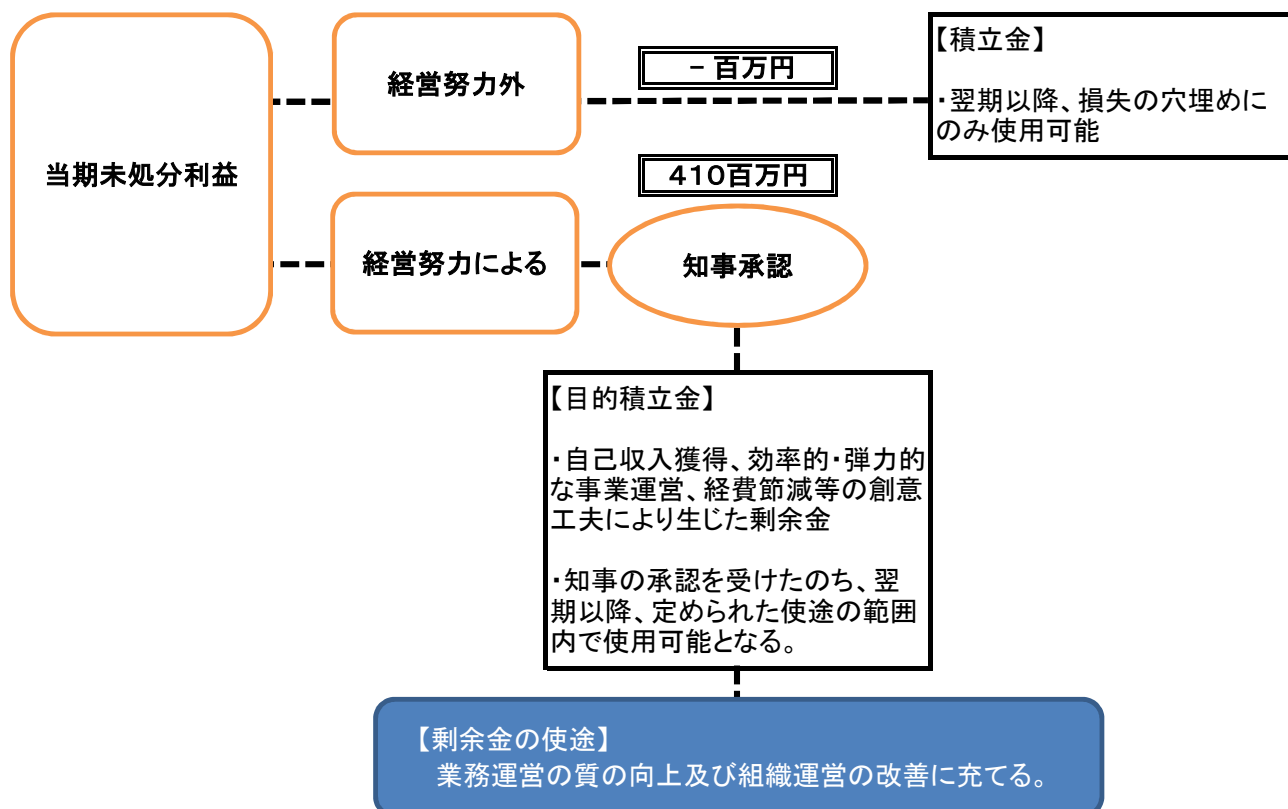 当期未処分利益
経営努力外
- 百万円
【積立金】
・翌期以降、損失の穴埋めに
のみ使用可能
経営努力による
410百万円
知事承認
【目的積立金】
・自己収入獲得、効率的・弾力的
な事業運営、経費節減等の創意
工夫により生じた剰余金
・知事の承認を受けたのち、翌
期以降、定められた使途の範囲
内で使用可能となる。
【剰余金の使途】
業務運営の質の向上及び組織運営の改善に充てる。